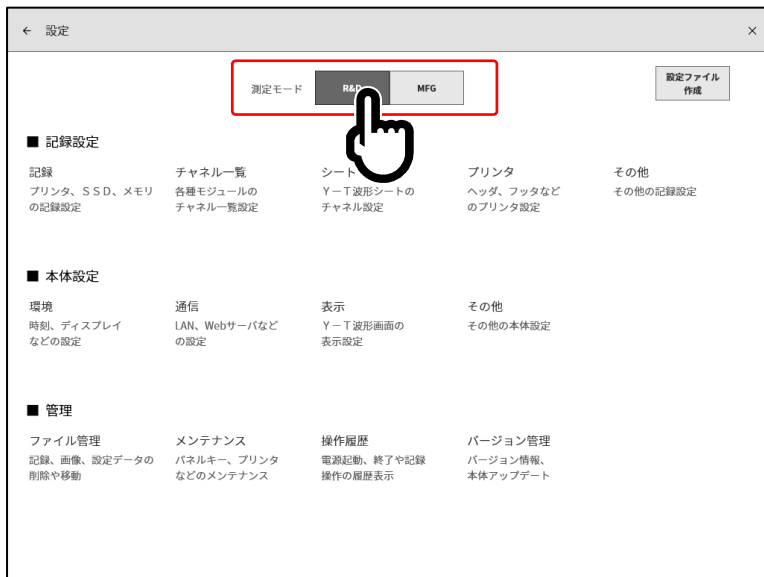 ← 設定 ×
測定モード R&D MFG
設定ファイル
作成
■ 記録設定
記録
プリンタ、ＳＳＤ、メモリ
の記録設定
チャネル一覧
各種モジュールの
チャネル一覧設定
シート
Ｙ－Ｔ波形シートの
チャネル設定
プリンタ
ヘッダ、フッタなど
のプリンタ設定
その他
その他の記録設定
■ 本体設定
環境
時刻、ディスプレイ
などの設定
通信
LAN、Webサーバなど
の設定
表示
Ｙ－Ｔ波形画面の
表示設定
その他
その他の本体設定
■ 管理
ファイル管理
記録、画像、設定データの
削除や移動
メンテナンス
パネルキー、プリンタ
などのメンテナンス
操作履歴
電源起動、終了や記録
操作の履歴表示
バージョン管理
バージョン情報、
本体アップデート